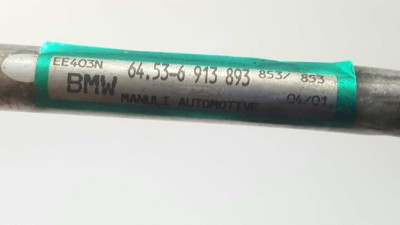 EE403N 64.53-6 913 893 853/ 853
BMW MANULI AUTOMOTIVE 04/01